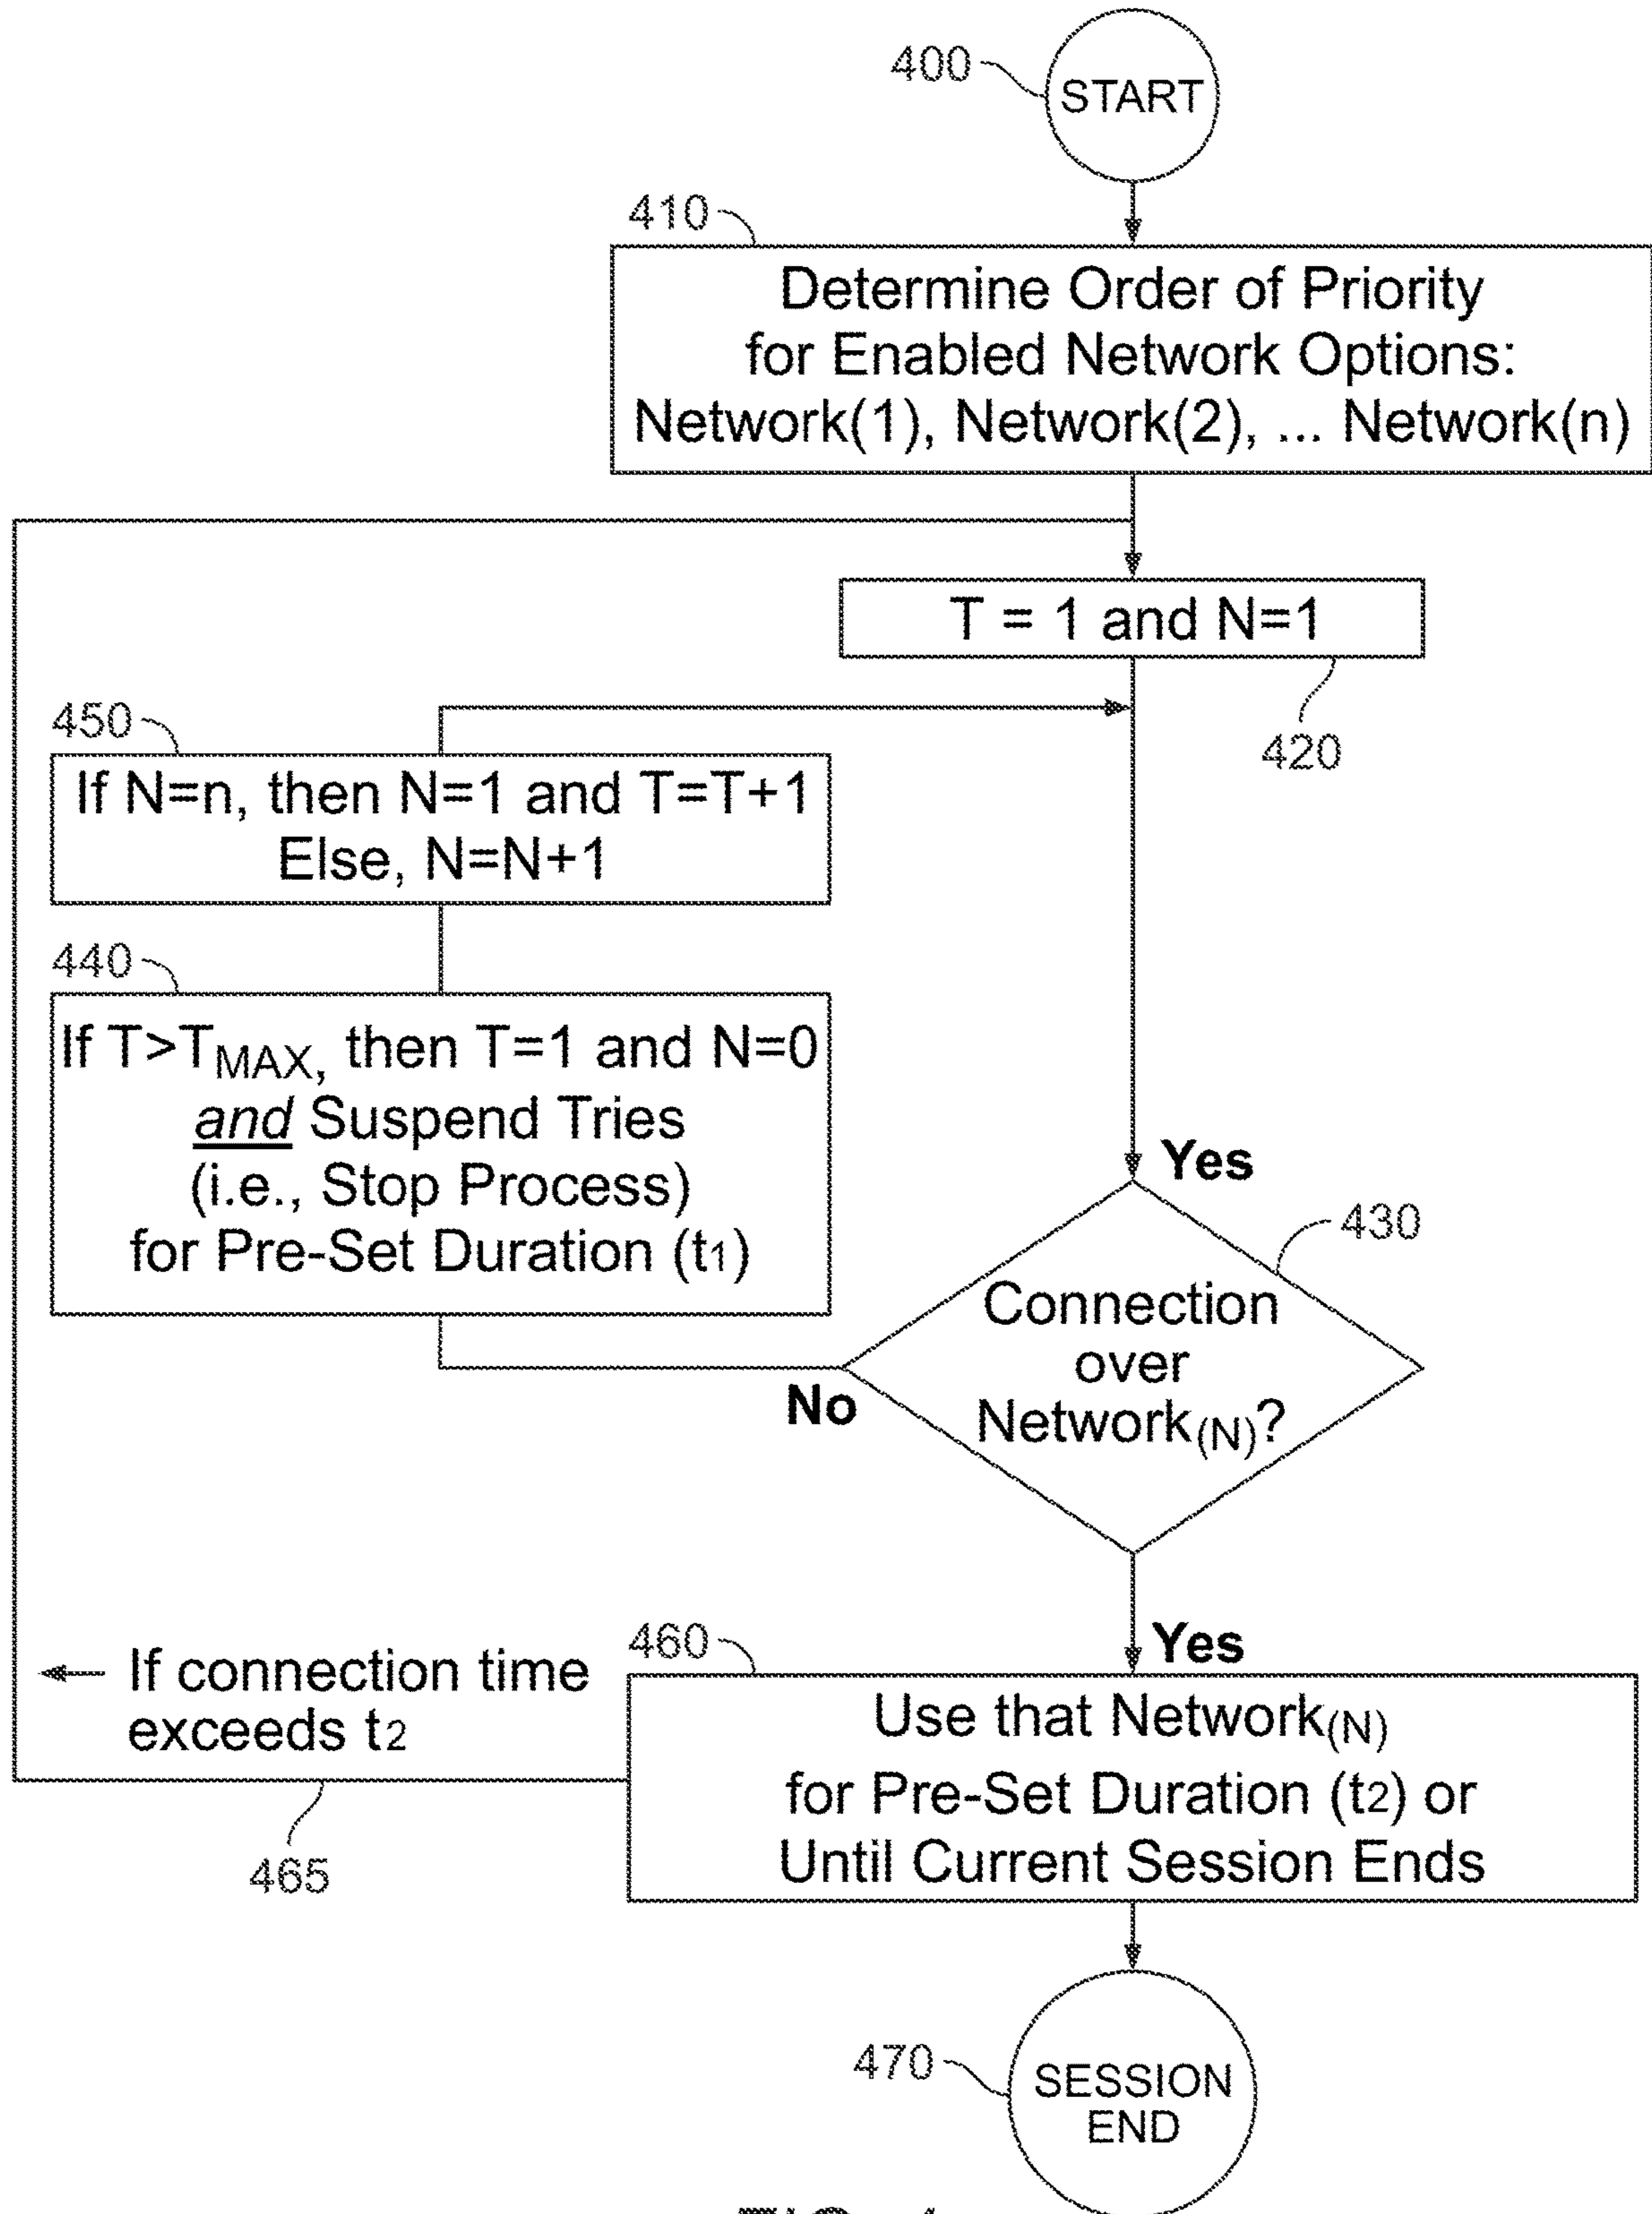 400
START
410
Determine Order of Priority
for Enabled Network Options:
Network(1), Network(2), ... Network(n)
T = 1 and N=1
420
450
If N=n, then N=1 and T=T+1
Else, N=N+1
440
If T>TMAX, then T=1 and N=0
and Suspend Tries
(i.e., Stop Process)
for Pre-Set Duration (t1)
Yes
430
Connection
over
Network(N)?
No
Yes
460
If connection time
exceeds t2
465
Use that Network(N)
for Pre-Set Duration (t2) or
Until Current Session Ends
470
SESSION
END